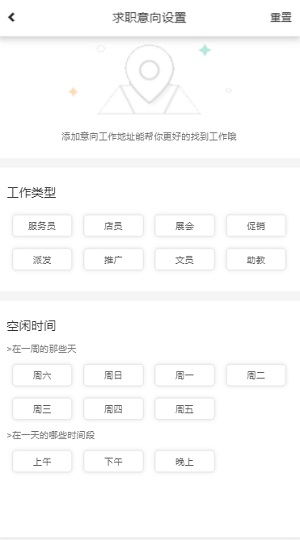 求职意向设置 重置
添加意向工作地址能帮你更好的找到工作哦
工作类型
服务员 店员 展会 促销
派发 推广 文员 助教
空闲时间
>在一周的那些天
周六 周日 周一 周二
周三 周四 周五
>在一天的哪些时间段
上午 下午 晚上